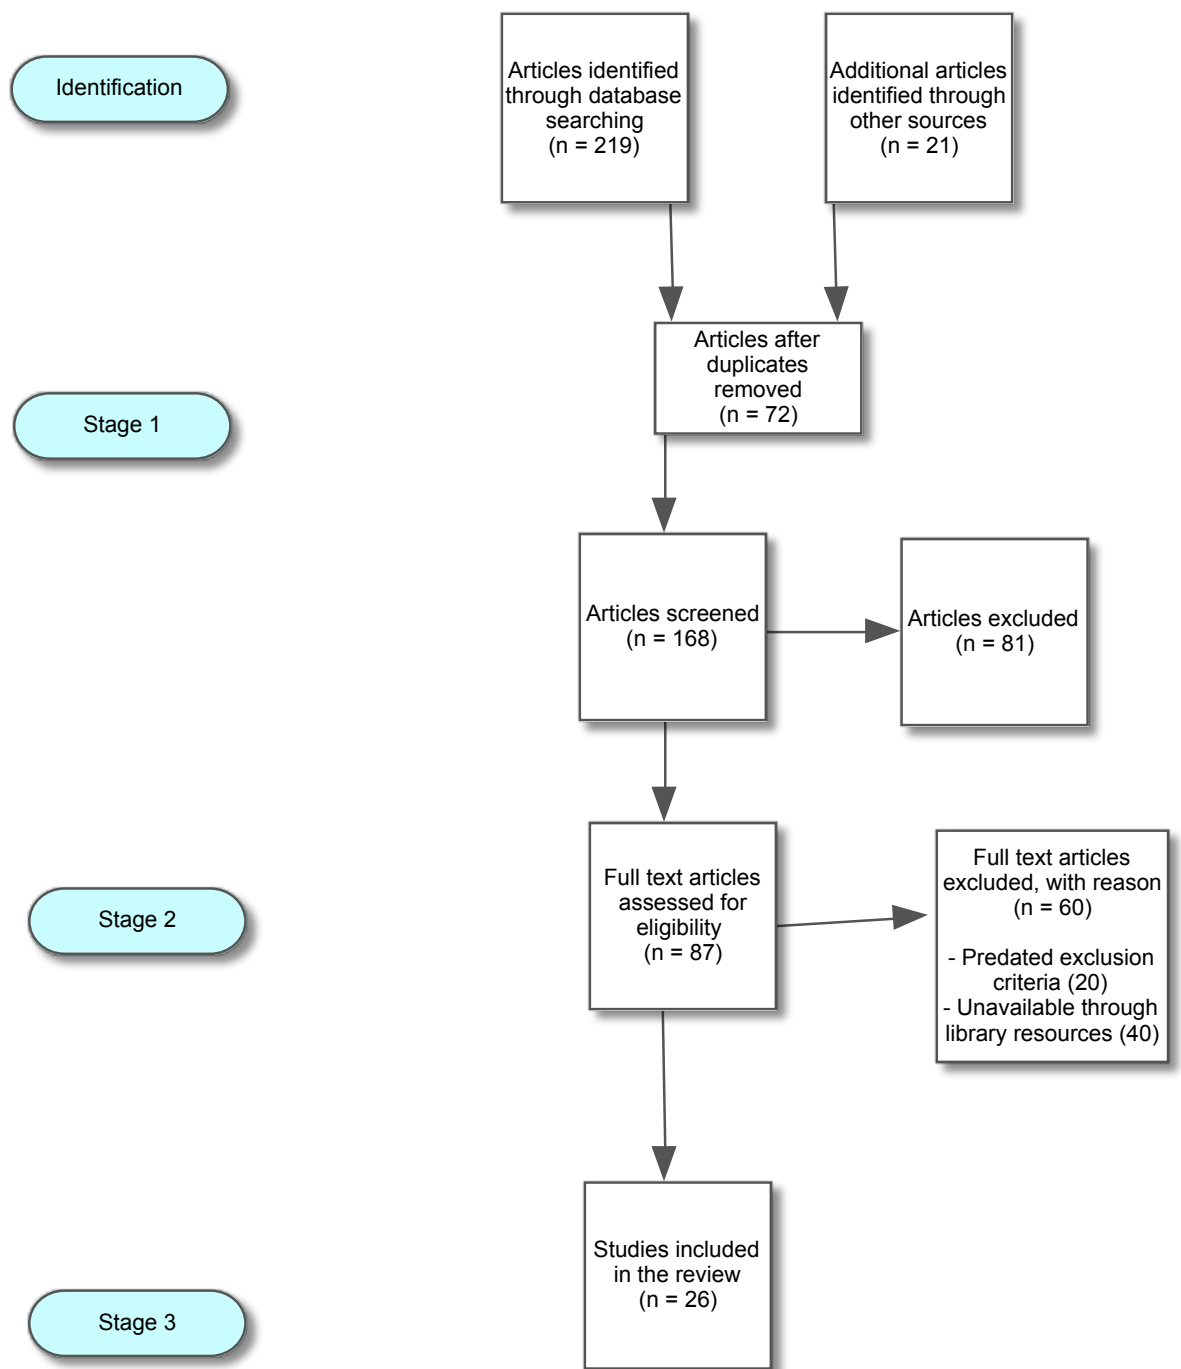 Identification
Articles identified
through database
searching
(n = 219)
Additional articles
identified through
other sources
(n = 21)
Articles after
duplicates
removed
(n = 72)
Stage 1
Articles screened
(n = 168)
Articles excluded
(n = 81)
Stage 2
Full text articles
assessed for
eligibility
(n = 87)
Full text articles
excluded, with reason
(n = 60)
- Predated exclusion
criteria (20)
- Unavailable through
library resources (40)
Studies included
in the review
(n = 26)
Stage 3